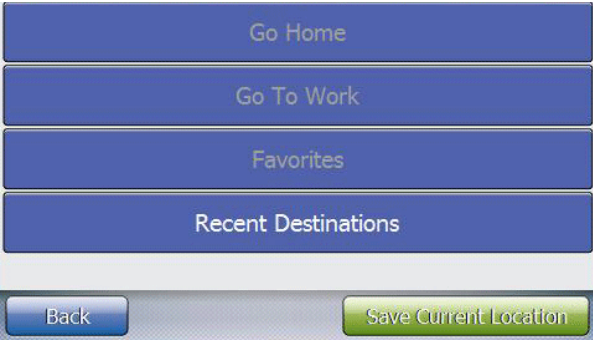 Go Home
Go To Work
Favorites
Recent Destinations
Back
Save Current Location